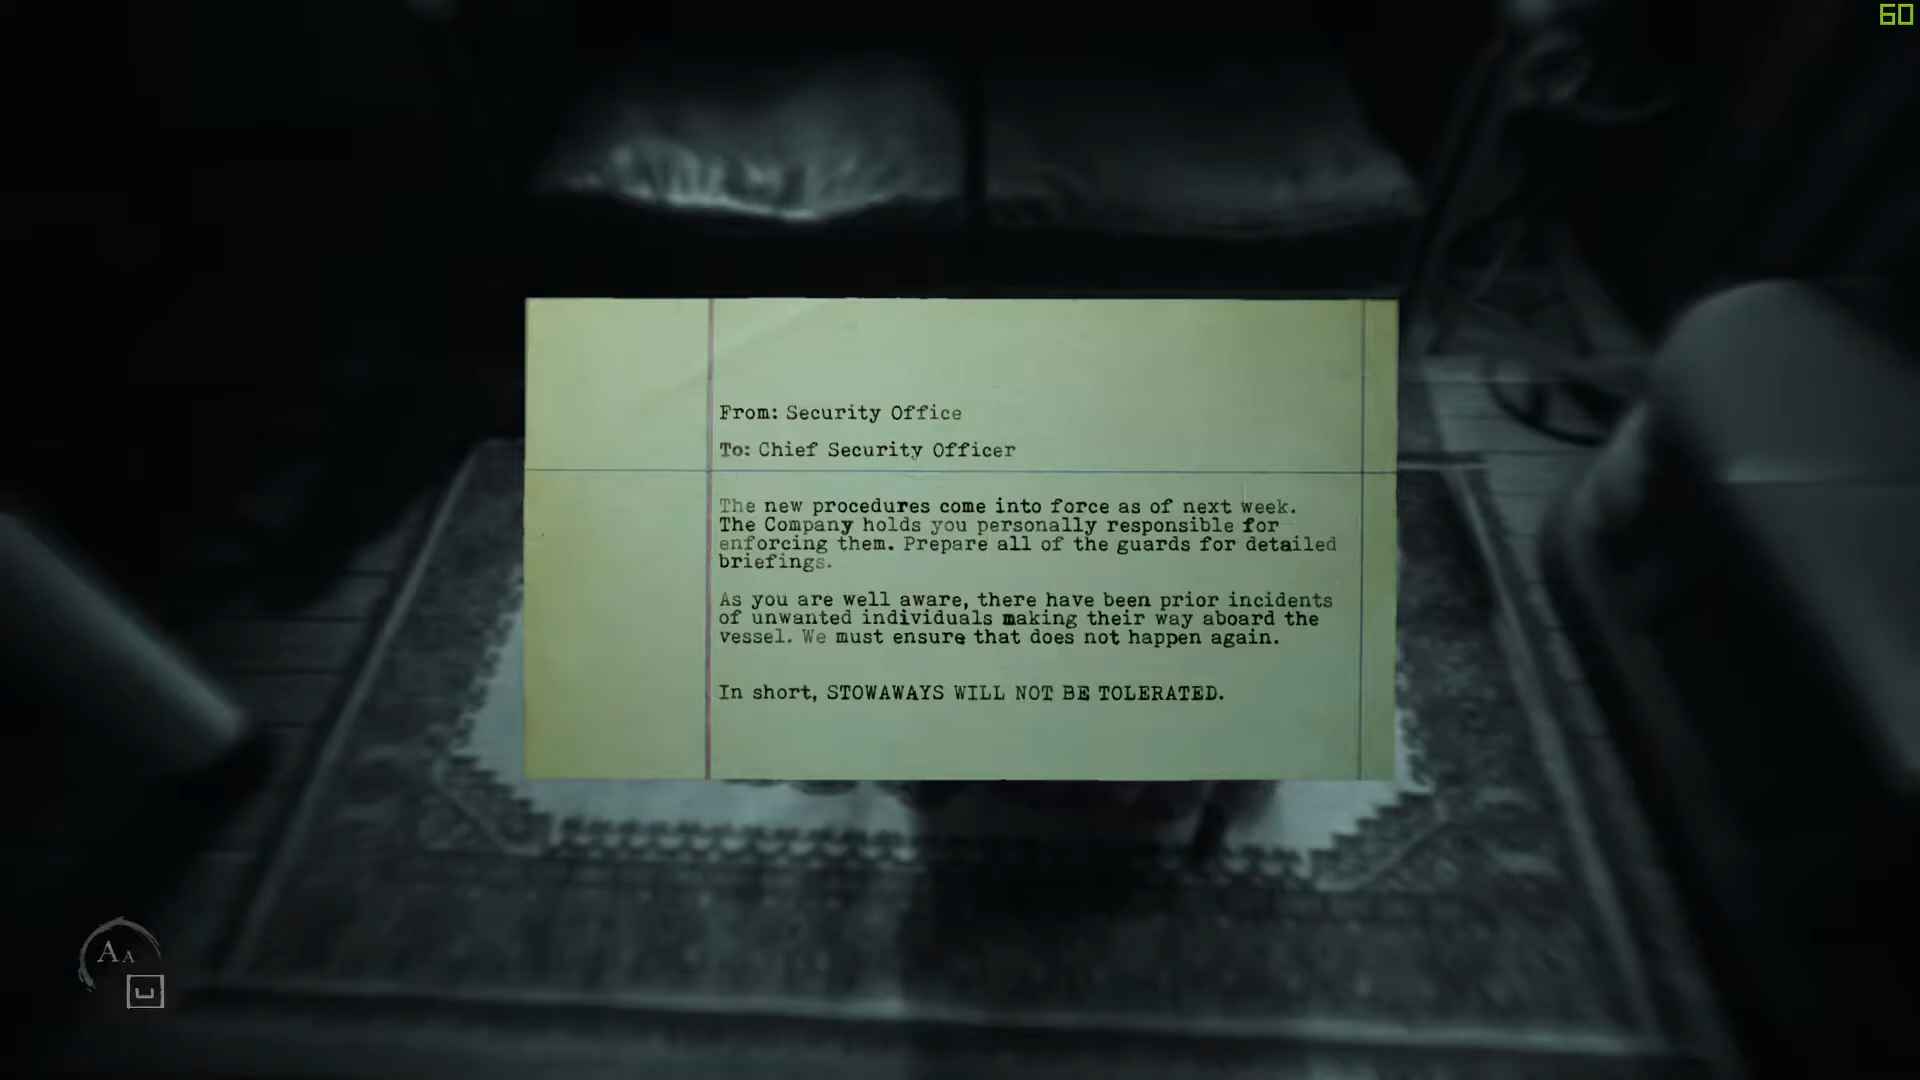 60
From: Security Office
To: Chief Security Officer
The new procedures come into force as of next week.
The Company holds you personally responsible for
enforcing them. Prepare all of the guards for detailed
briefings.
As you are well aware, there have been prior incidents
of unwanted individuals making their way aboard the
vessel. We must ensure that does not happen again.
In short, STOWAWAYS WILL NOT BE TOLERATED.
AA